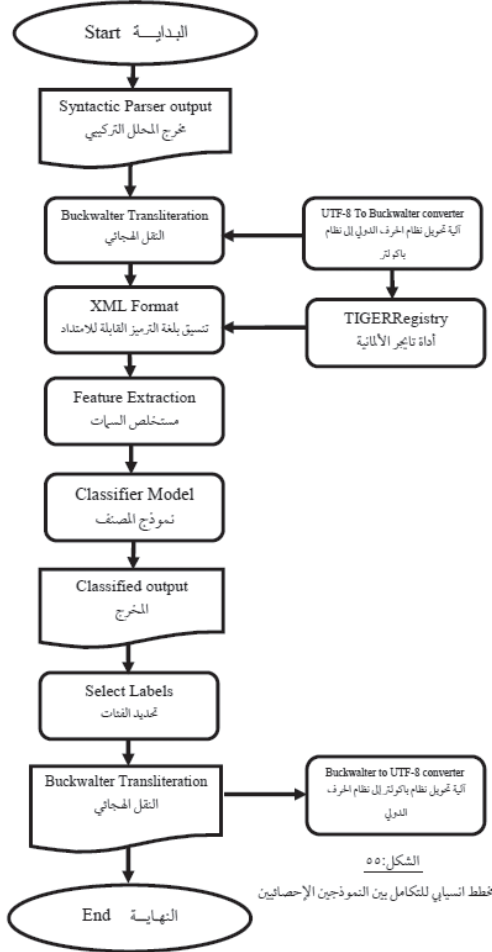 Start البدايـــة
Syntactic Parser output
مخرج المحلل التركيبي
Buckwalter Transliteration
النقل الهجائي
UTF-8 To Buckwalter converter
آلية تحويل نظام الحرف الدولي إلى نظام
باكولتر
XML Format
تنسيق بلغة الترميز القابلة للامتداد
TIGERRegistry
أداة تايجر الألمانية
Feature Extraction
مستخلص السمات
Classifier Model
نموذج المصنف
Classified output
المخرج
Select Labels
تحديد الفئات
Buckwalter Transliteration
النقل الهجائي
Buckwalter to UTF-8 converter
آلية تحويل نظام باكولتر إلى نظام الحرف
الدولي
الشكل:٥٥
مخطط انسيابي للتكامل بين النموذجين الإحصائيين
End النهايـــة